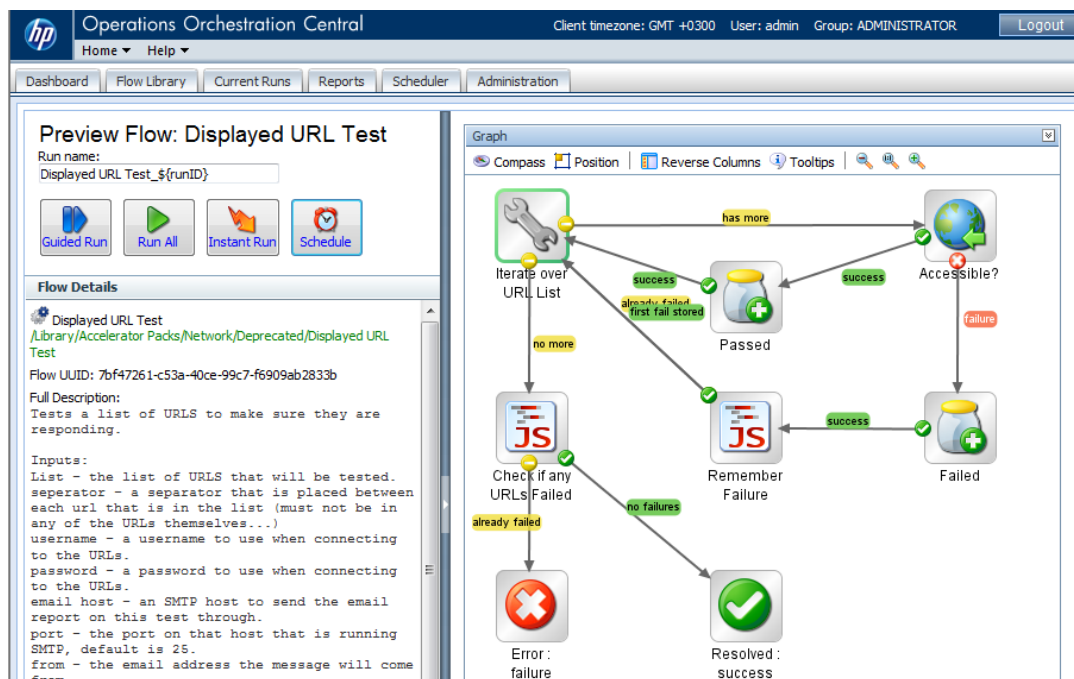 hp
Operations Orchestration Central
Client timezone: GMT +0300 User: admin Group: ADMINISTRATOR
Logout
Home Help
Dashboard
Flow Library
Current Runs
Reports
Scheduler
Administration
Preview Flow: Displayed URL Test
Run name:
Displayed URL Test_${runID}
Guided Run
Run All
Instant Run
Schedule
Flow Details
Displayed URL Test
/Library/Accelerator Packs/Network/Deprecated/Displayed URL
Test
Flow UUID: 7bf47261-c53a-40ce-99c7-f6909ab2833b
Full Description:
Tests a list of URLS to make sure they are
responding.
Inputs:
List - the list of URLS that will be tested.
seperator - a separator that is placed between
each url that is in the list (must not be in
any of the URLs themselves...)
username - a username to use when connecting
to the URLs.
password - a password to use when connecting
to the URLs.
email host - an SMTP host to send the email
report on this test through.
port - the port on that host that is running
SMTP, default is 25.
from - the email address the message will come
from
Graph
Compass Position Reverse Columns Tooltips
has more
Iterate over
URL List
Accessible?
success
success
already failed
first fail stored
Passed
failure
no more
JS
Check if any
URLs Failed
JS
Remember
Failure
success
Failed
already failed
no failures
Error :
failure
Resolved :
success